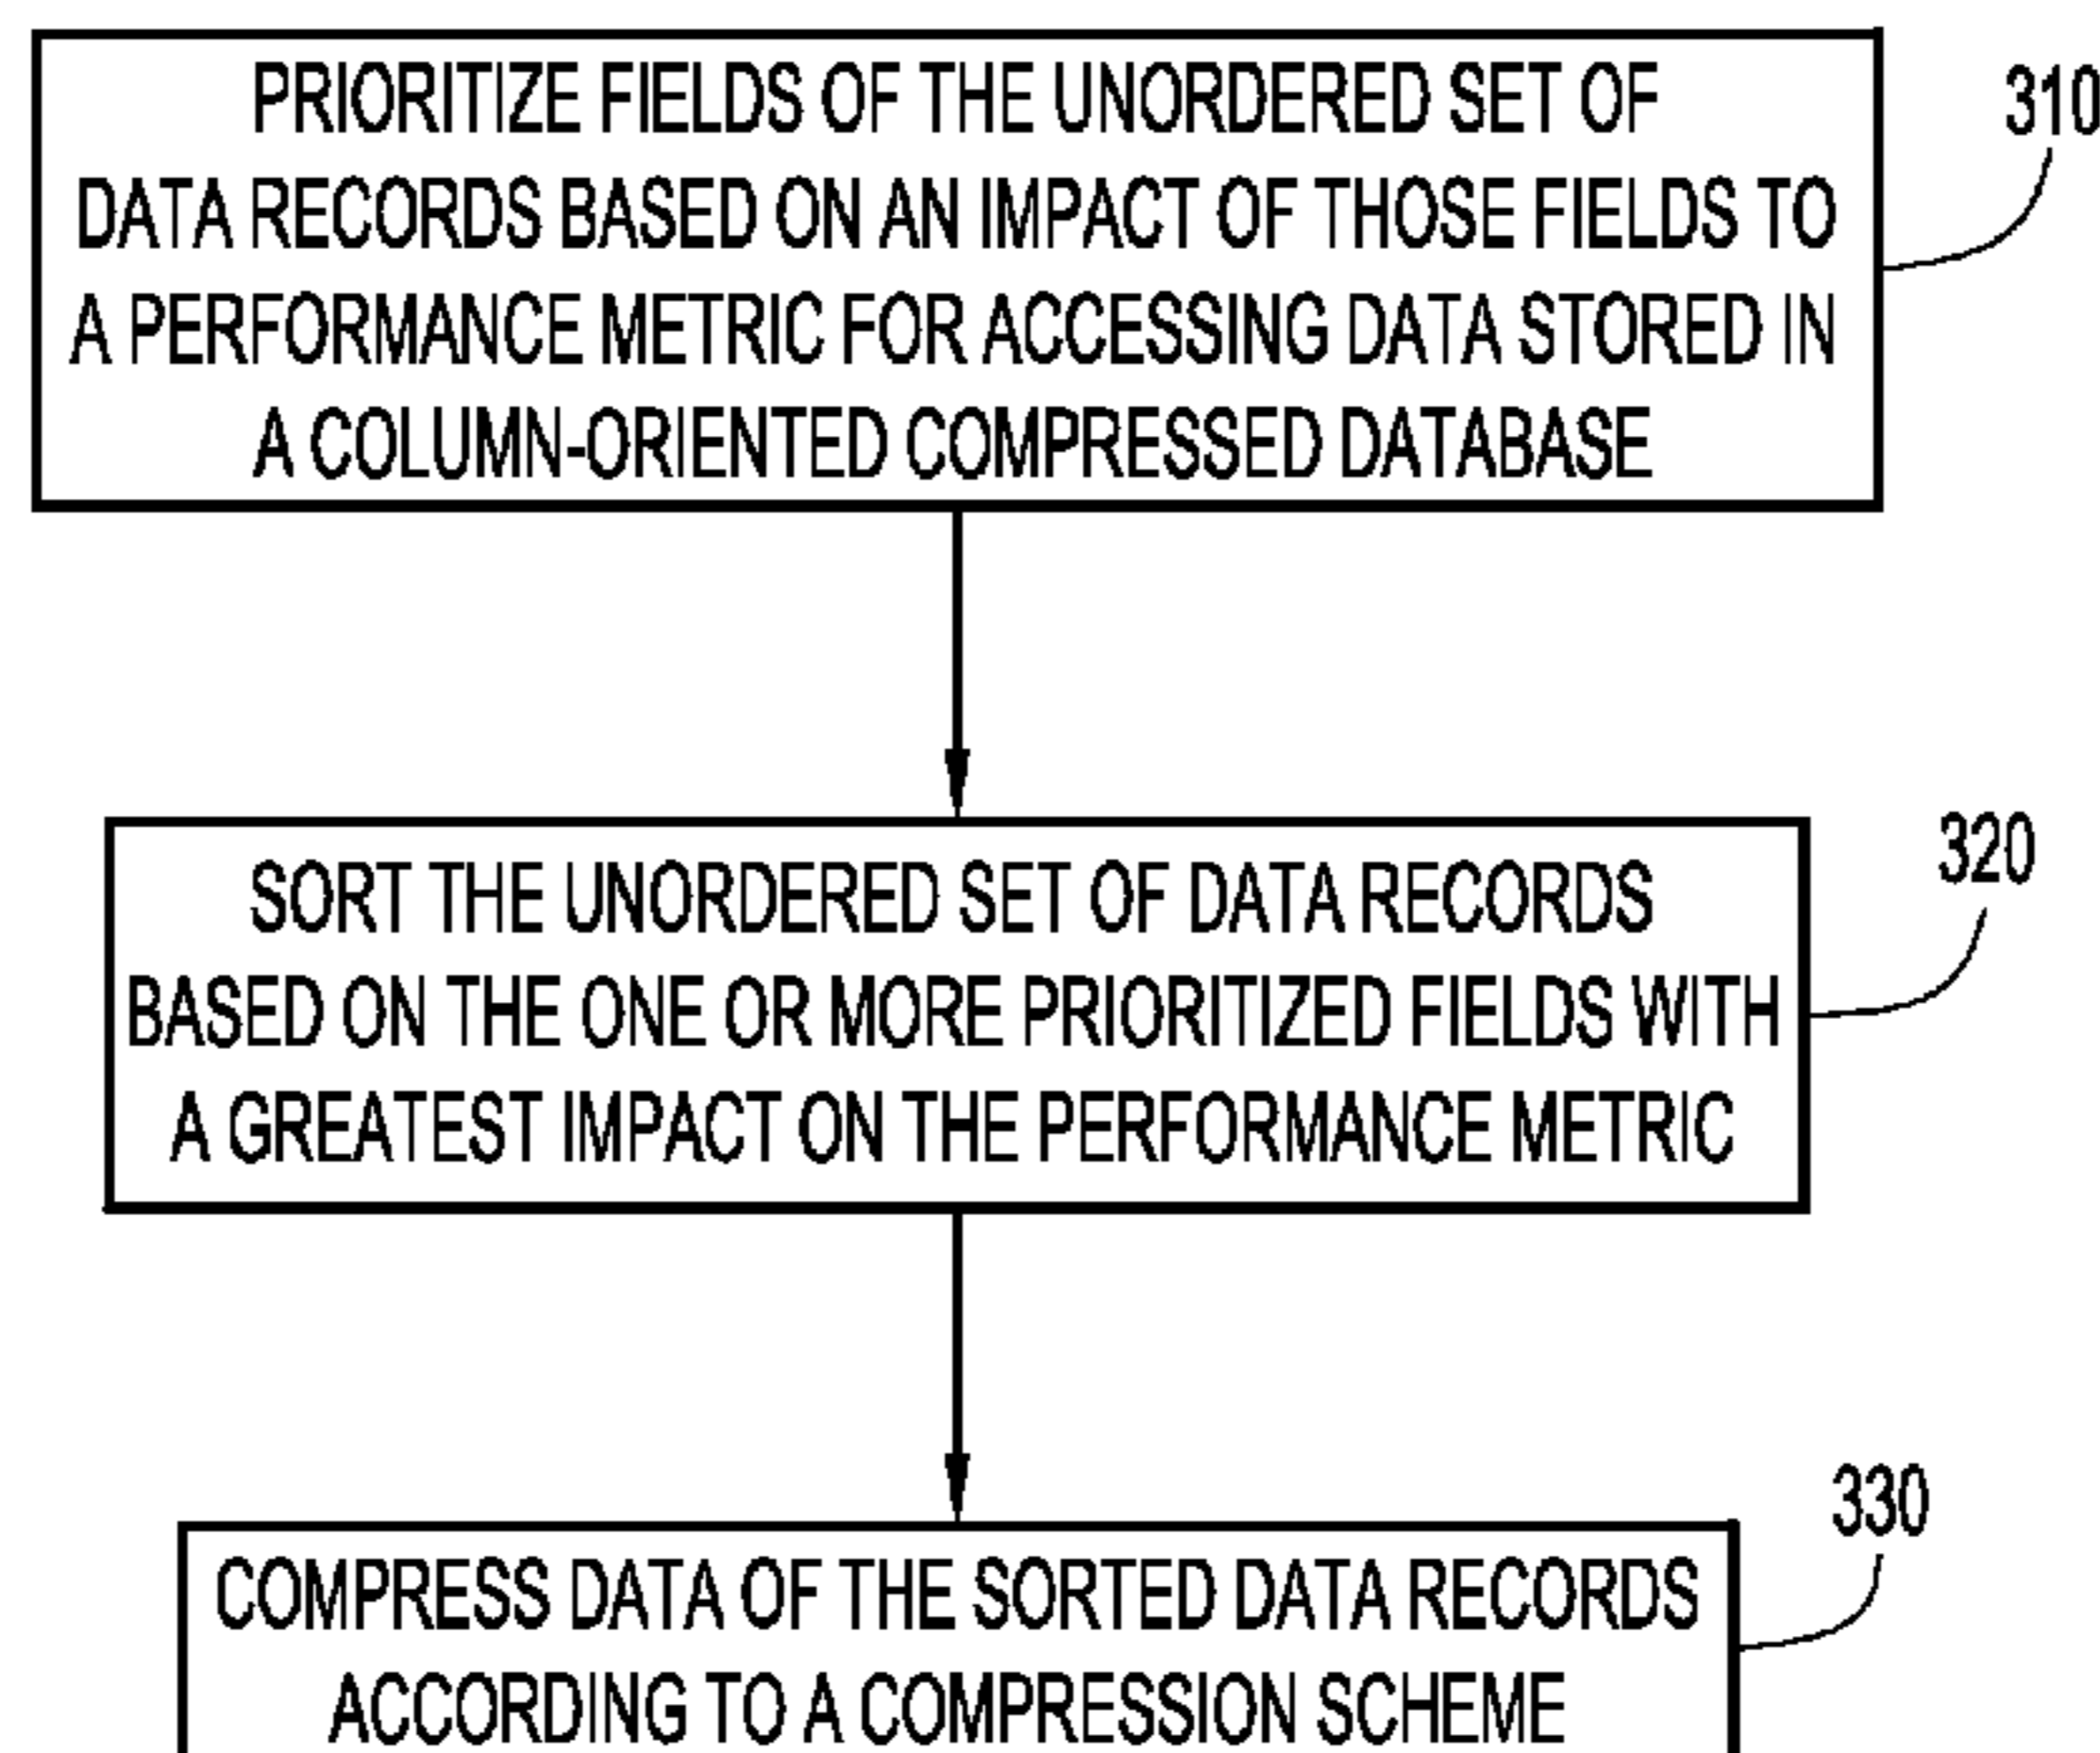 PRIORITIZE FIELDS OF THE UNORDERED SET OF
DATA RECORDS BASED ON AN IMPACT OF THOSE FIELDS TO
A PERFORMANCE METRIC FOR ACCESSING DATA STORED IN
A COLUMN-ORIENTED COMPRESSED DATABASE
310
SORT THE UNORDERED SET OF DATA RECORDS
BASED ON THE ONE OR MORE PRIORITIZED FIELDS WITH
A GREATEST IMPACT ON THE PERFORMANCE METRIC
320
COMPRESS DATA OF THE SORTED DATA RECORDS
ACCORDING TO A COMPRESSION SCHEME
330